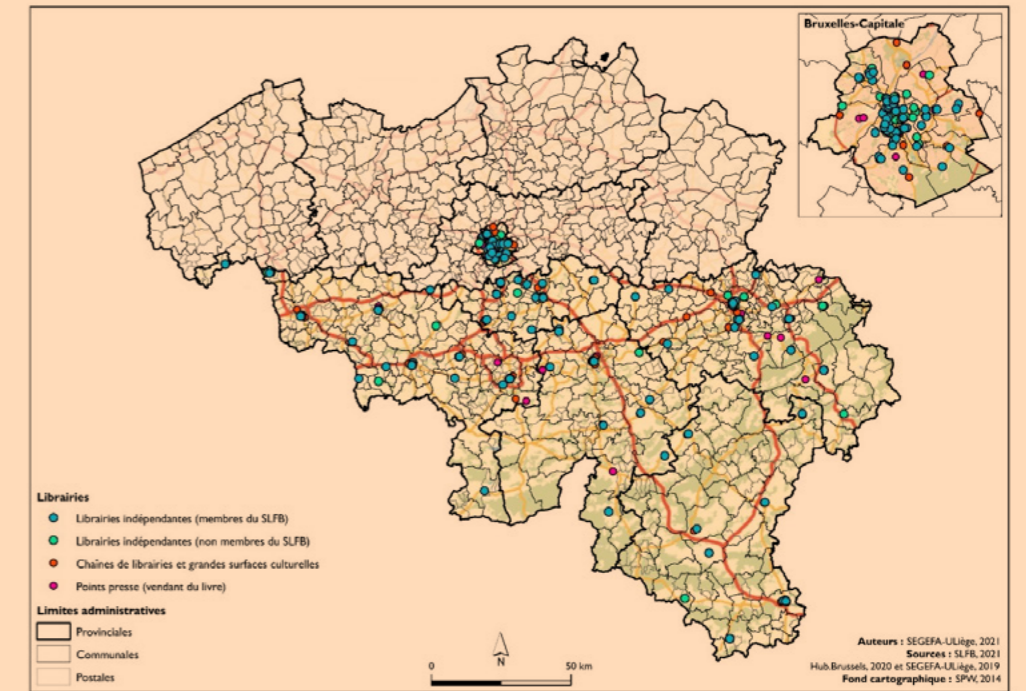 Bruxelles-Capitale
Librairies
Librairies indépendantes (membres du SLFB)
Librairies indépendantes (non membres du SLFB)
Chaînes de librairies et grandes surfaces culturelles
Points presse (vendant du livre)
Limites administratives
Provinciales
Communales
Postales
0 50 km
N
Auteurs : SEGEFA-ULiège, 2021
Sources : SLFB, 2021
Hub.Brussels, 2020 et SEGEFA-ULiège, 2019
Fond cartographique : SPW, 2014